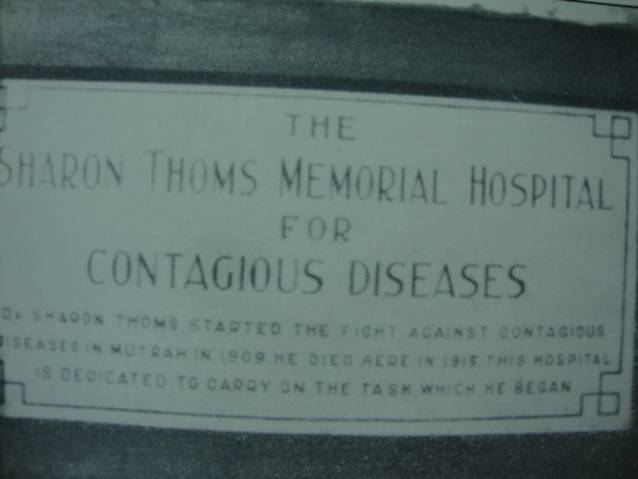 THE
SHARON THOMS MEMORIAL HOSPITAL
FOR
CONTAGIOUS DISEASES
DR SHARON THOMS STARTED THE FIGHT AGAINST CONTAGIOUS
DISEASES IN MUTRAH IN 1909 HE DIED HERE IN 1913. THIS HOSPITAL
IS DEDICATED TO CARRY ON THE TASK WHICH HE BEGAN